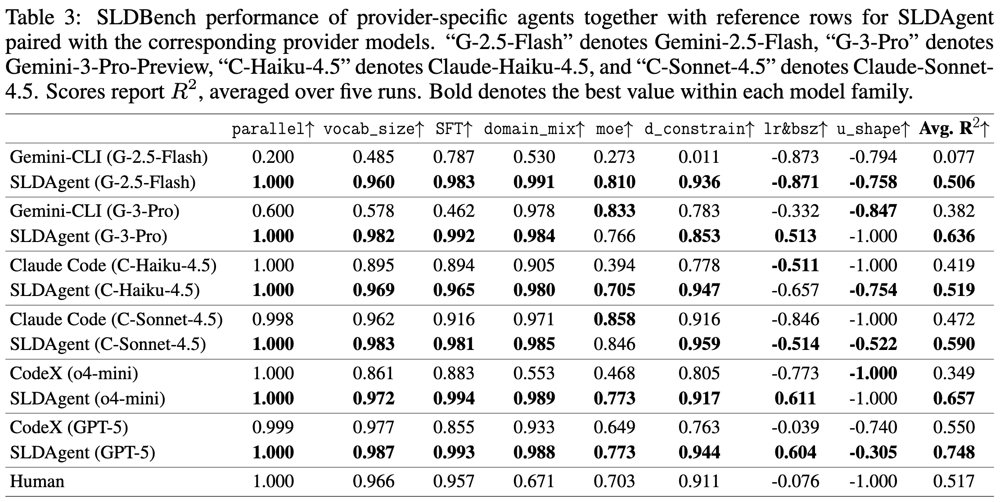 Table 3: SLDBench performance of provider-specific agents together with reference rows for SLDAgent
paired with the corresponding provider models. “G-2.5-Flash” denotes Gemini-2.5-Flash, “G-3-Pro” denotes
Gemini-3-Pro-Preview, “C-Haiku-4.5” denotes Claude-Haiku-4.5, and “C-Sonnet-4.5” denotes Claude-Sonnet-
4.5. Scores report R², averaged over five runs. Bold denotes the best value within each model family.
parallel↑ vocab_size↑ SFT↑ domain_mix↑ moe↑ d_constrain↑ lr&bsz↑ u_shape↑ Avg. R²↑
Gemini-CLI (G-2.5-Flash) 0.200 0.485 0.787 0.530 0.273 0.011 -0.873 -0.794 0.077
SLDAgent (G-2.5-Flash) 1.000 0.960 0.983 0.991 0.810 0.936 -0.871 -0.758 0.506
Gemini-CLI (G-3-Pro) 0.600 0.578 0.462 0.978 0.833 0.783 -0.332 -0.847 0.382
SLDAgent (G-3-Pro) 1.000 0.982 0.992 0.984 0.766 0.853 0.513 -1.000 0.636
Claude Code (C-Haiku-4.5) 1.000 0.895 0.894 0.905 0.394 0.778 -0.511 -1.000 0.419
SLDAgent (C-Haiku-4.5) 1.000 0.969 0.965 0.980 0.705 0.947 -0.657 -0.754 0.519
Claude Code (C-Sonnet-4.5) 0.998 0.962 0.916 0.971 0.858 0.916 -0.846 -1.000 0.472
SLDAgent (C-Sonnet-4.5) 1.000 0.983 0.981 0.985 0.846 0.959 -0.514 -0.522 0.590
CodeX (o4-mini) 1.000 0.861 0.883 0.553 0.468 0.805 -0.773 -1.000 0.349
SLDAgent (o4-mini) 1.000 0.972 0.994 0.989 0.773 0.917 0.611 -1.000 0.657
CodeX (GPT-5) 0.999 0.977 0.855 0.933 0.649 0.763 -0.039 -0.740 0.550
SLDAgent (GPT-5) 1.000 0.987 0.993 0.988 0.773 0.944 0.604 -0.305 0.748
Human 1.000 0.966 0.957 0.671 0.703 0.911 -0.076 -1.000 0.517